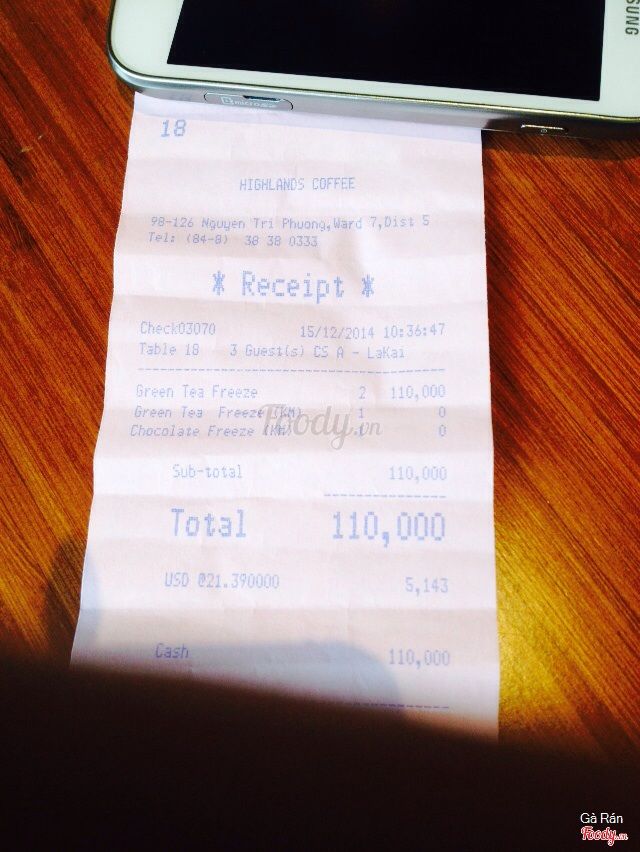 SAMSUNG
micro
18
HIGHLANDS COFFEE
98-126 Nguyen Tri Phuong,Ward 7,Dist 5
Tel: (84-8) 38 38 0333
* Receipt *
Check03070 15/12/2014 10:36:47
Table 18 3 Guest(s) CS A - LaKai
Green Tea Freeze 2 110,000
Green Tea Freeze (KM) 1 0
Chocolate Freeze (KM) 1 0
Foody.vn
Sub-total 110,000
Total 110,000
USD @21.390000 5,143
Cash 110,000
Gà Rán
Foody.vn